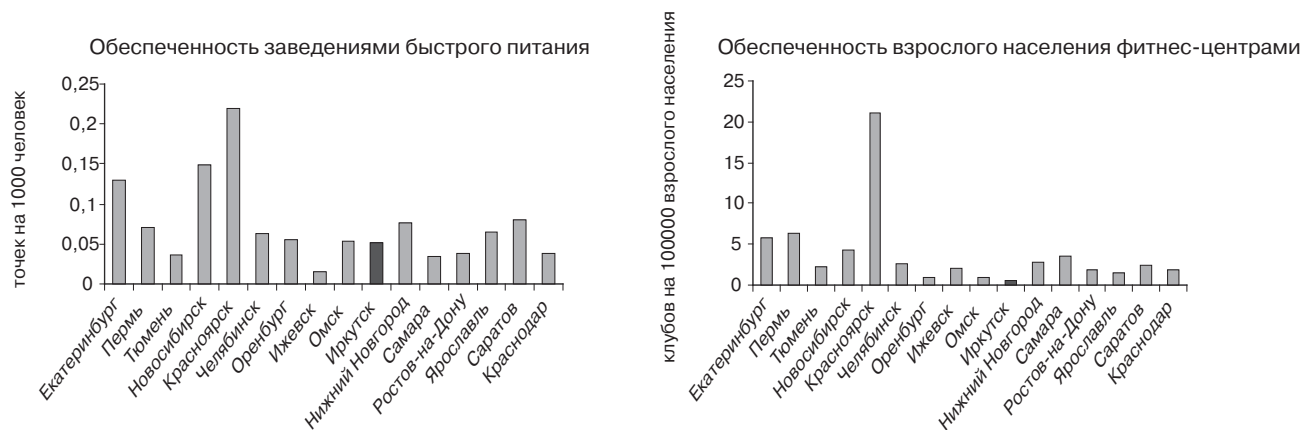 Обеспеченность заведениями быстрого питания
точек на 1000 человек
0,25
0,2
0,15
0,1
0,05
0
Екатеринбург
Пермь
Тюмень
Новосибирск
Красноярск
Челябинск
Оренбург
Ижевск
Омск
Иркутск
Нижний Новгород
Самара
Ростов-на-Дону
Ярославль
Саратов
Краснодар
Обеспеченность взрослого населения фитнес-центрами
клубов на 100000 взрослого населения
25
20
15
10
5
0
Екатеринбург
Пермь
Тюмень
Новосибирск
Красноярск
Челябинск
Оренбург
Ижевск
Омск
Иркутск
Нижний Новгород
Самара
Ростов-на-Дону
Ярославль
Саратов
Краснодар